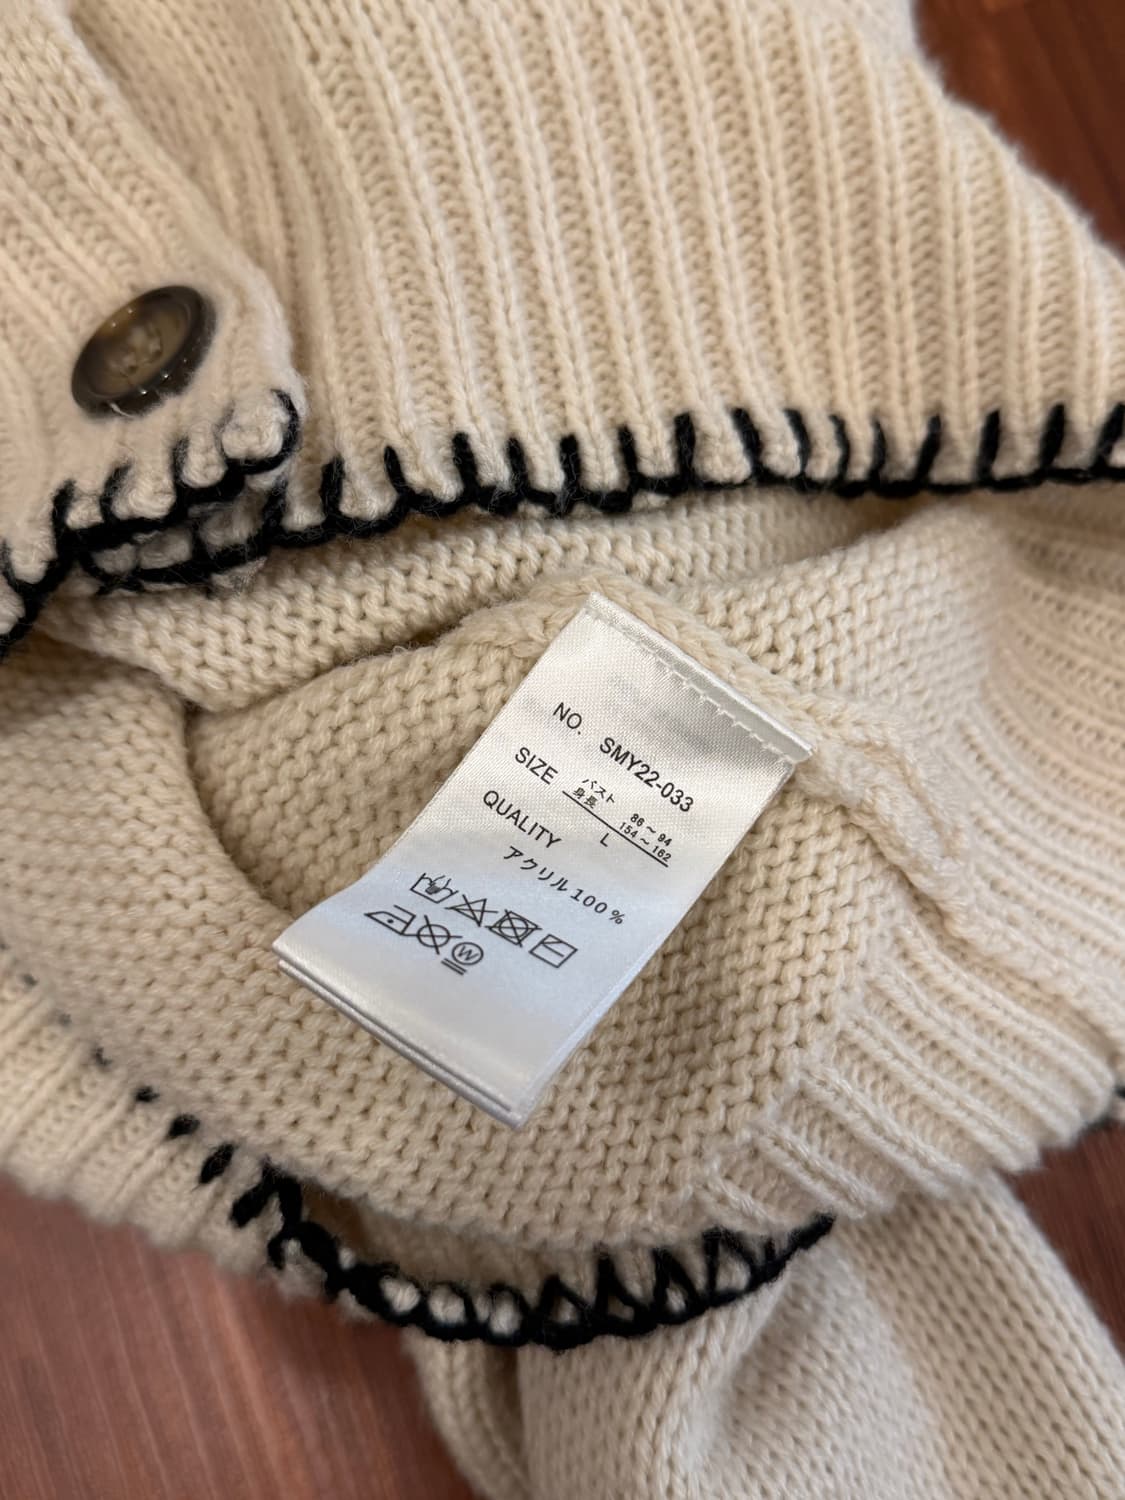 NO. SMY22-033
SIZE バスト 86～94
身長 154～162
L
QUALITY
アクリル100%
W